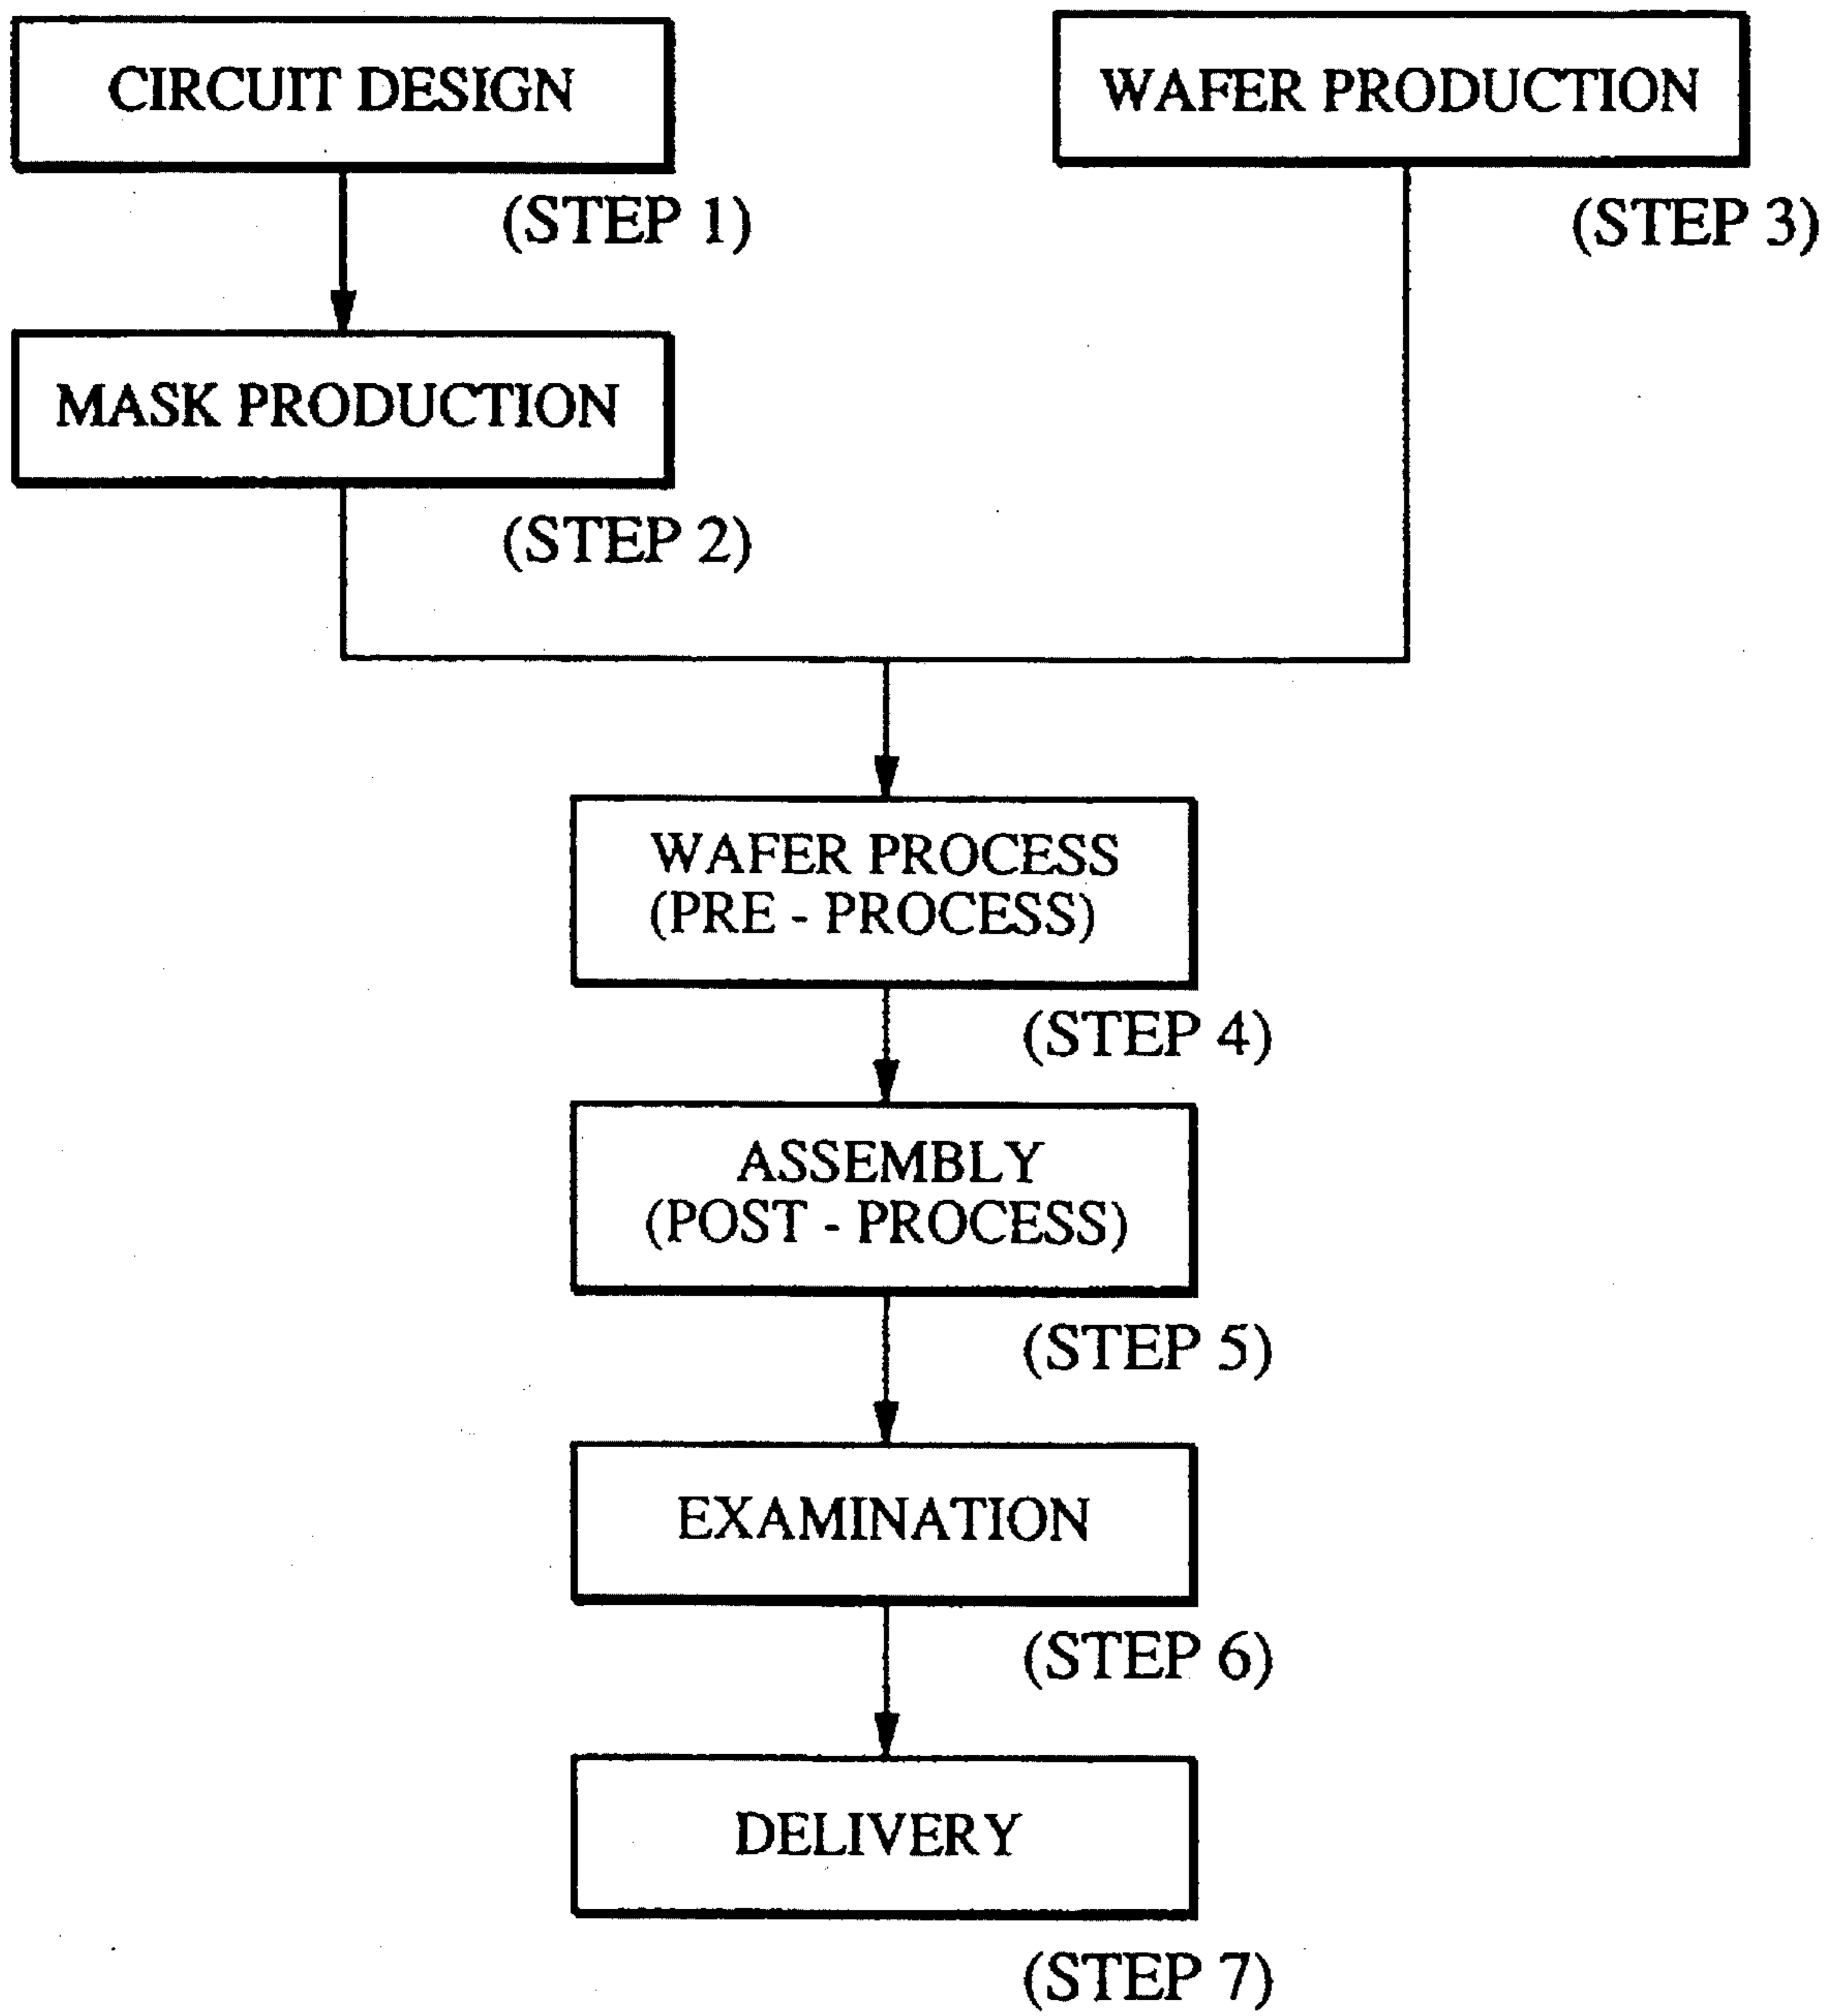 CIRCUIT DESIGN
(STEP 1)
MASK PRODUCTION
(STEP 2)
WAFER PRODUCTION
(STEP 3)
WAFER PROCESS
(PRE - PROCESS)
(STEP 4)
ASSEMBLY
(POST - PROCESS)
(STEP 5)
EXAMINATION
(STEP 6)
DELIVERY
(STEP 7)